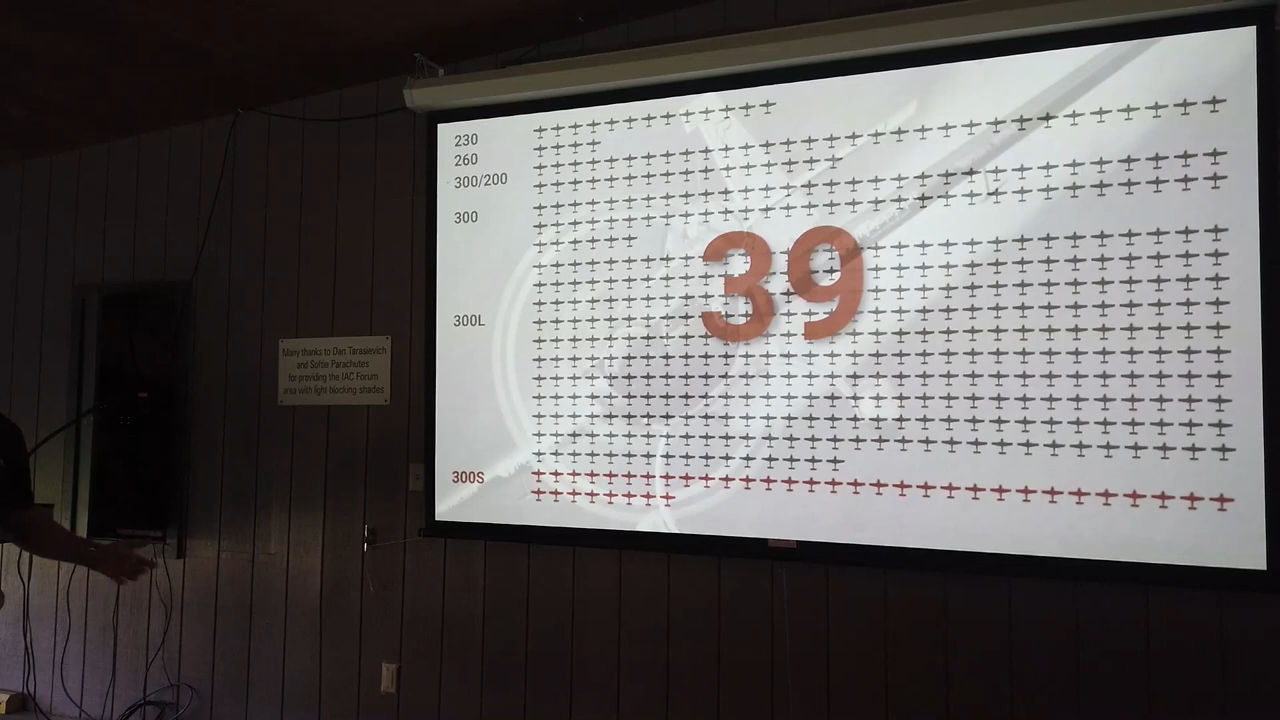 230
260
300/200
300
39
300L
Many thanks to Dan Tarasievich
and Softie Parachutes
for providing the IAC Forum
area with light blocking shades
300S